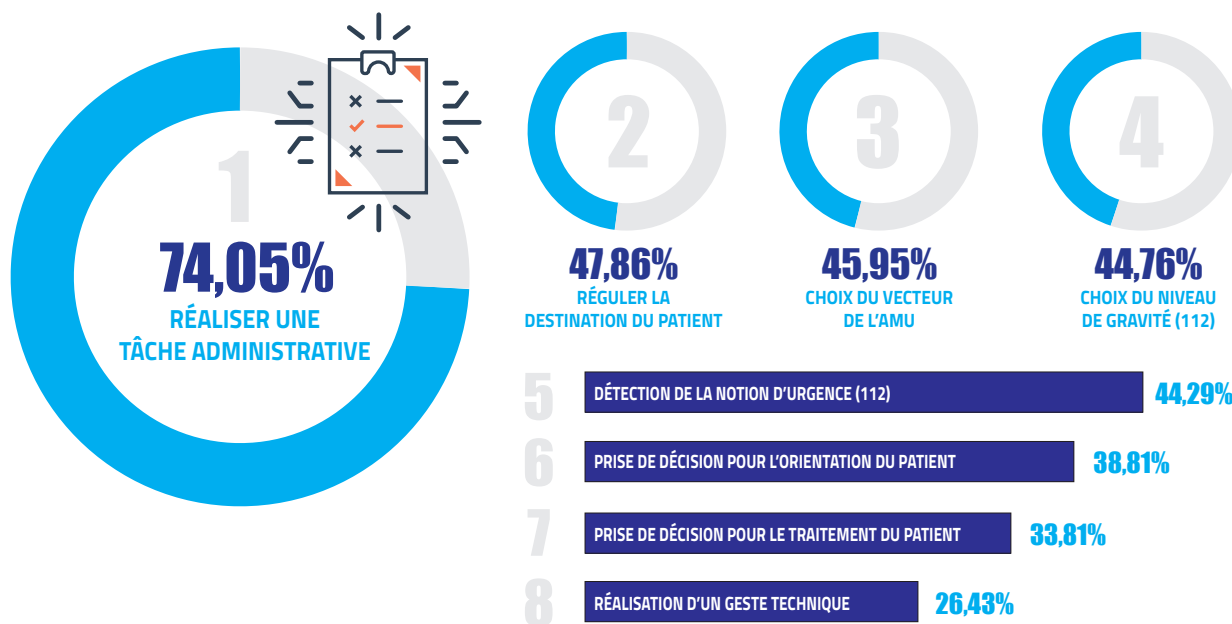 1
74,05%
RÉALISER UNE
TÂCHE ADMINISTRATIVE
2
47,86%
RÉGULER LA
DESTINATION DU PATIENT
3
45,95%
CHOIX DU VECTEUR
DE L'AMU
4
44,76%
CHOIX DU NIVEAU
DE GRAVITÉ (112)
5
DÉTECTION DE LA NOTION D'URGENCE (112)
44,29%
6
PRISE DE DÉCISION POUR L'ORIENTATION DU PATIENT
38,81%
7
PRISE DE DÉCISION POUR LE TRAITEMENT DU PATIENT
33,81%
8
RÉALISATION D'UN GESTE TECHNIQUE
26,43%